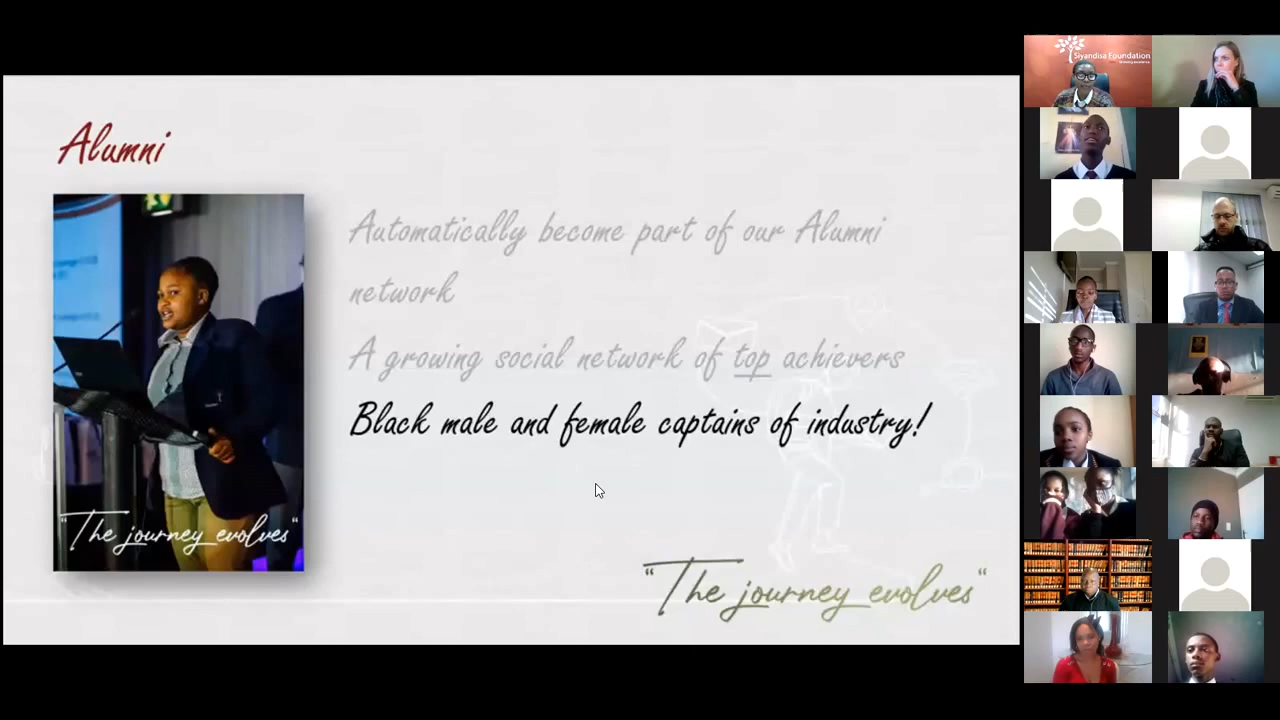 Alumni
Automatically become part of our Alumni
network
A growing social network of top achievers
Black male and female captains of industry!
"The journey evolves"
"The journey evolves"
Siyandisa Foundation